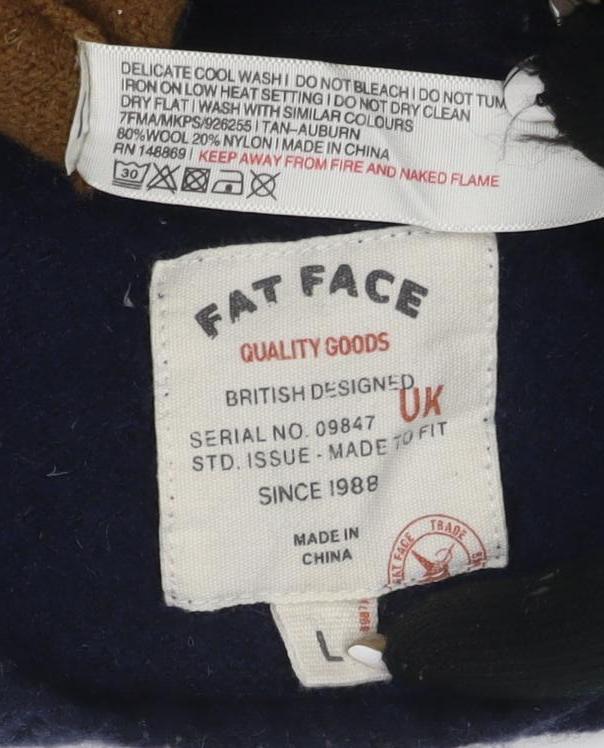 DELICATE COOL WASH | DO NOT BLEACH | DO NOT TUM
IRON ON LOW HEAT SETTING | DO NOT DRY CLEAN
DRY FLAT | WASH WITH SIMILAR COLOURS
7FMA/MKPS/926255 | TAN-AUBURN
80%WOOL 20% NYLON | MADE IN CHINA
RN 148869 | KEEP AWAY FROM FIRE AND NAKED FLAME
30
FAT FACE
QUALITY GOODS
BRITISH DESIGNED
UK
SERIAL NO. 09847
STD. ISSUE - MADE TO FIT
SINCE 1988
MADE IN
CHINA
FAT FACE TRADE
L